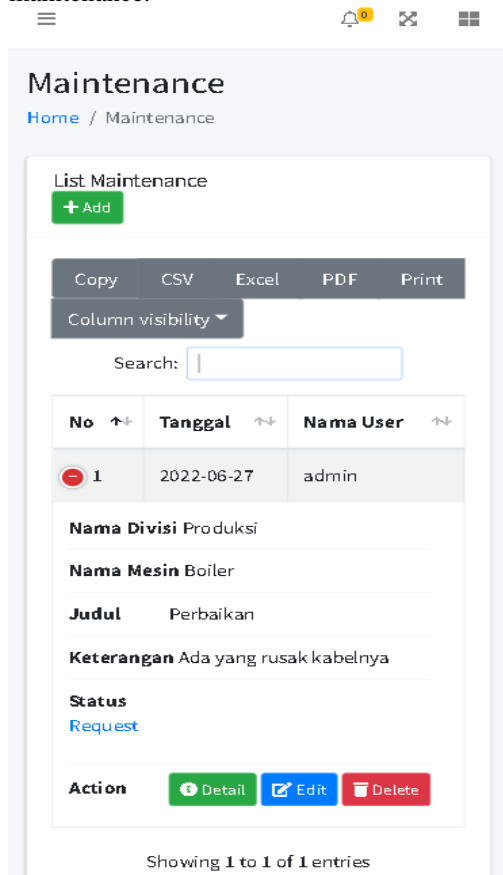 maintenance.
0
Maintenance
Home / Maintenance
List Maintenance
+ Add
Copy CSV Excel PDF Print
Column visibility
Search:
No Tanggal Nama User
1 2022-06-27 admin
Nama Divisi Produksi
Nama Mesin Boiler
Judul Perbaikan
Keterangan Ada yang rusak kabelnya
Status
Request
Action Detail Edit Delete
Showing 1 to 1 of 1 entries